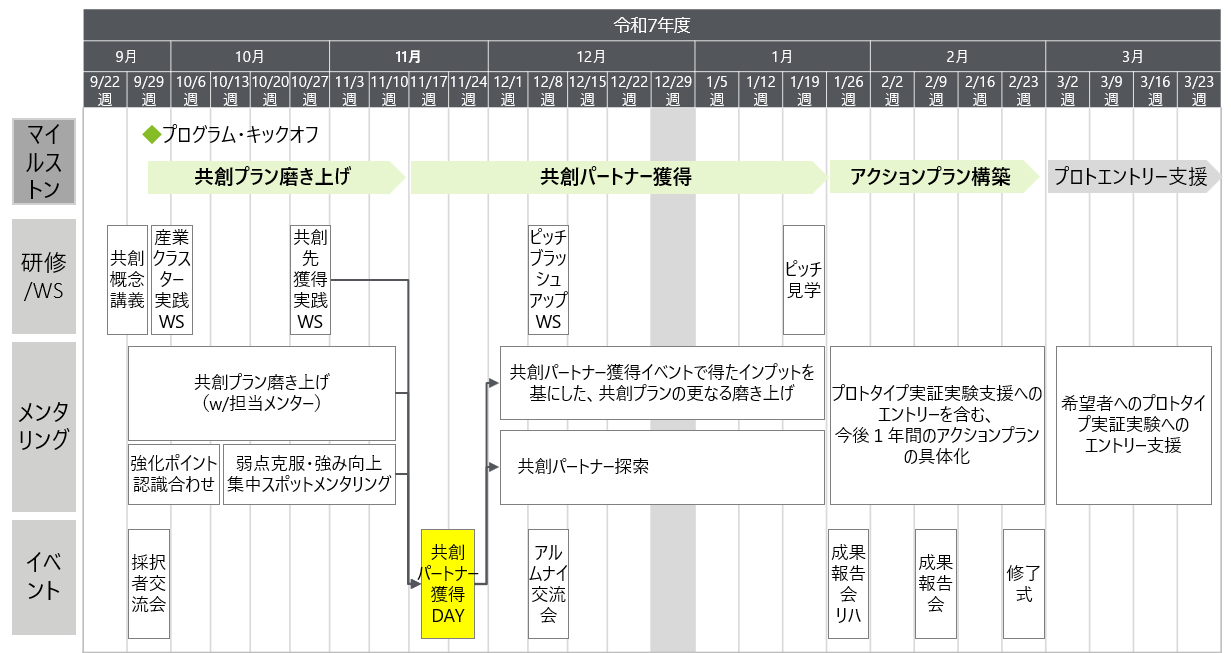 令和7年度
9月
10月
11月
12月
1月
2月
3月
9/22
週
9/29
週
10/6
週
10/13
週
10/20
週
10/27
週
11/3
週
11/10
週
11/17
週
11/24
週
12/1
週
12/8
週
12/15
週
12/22
週
12/29
週
1/5
週
1/12
週
1/19
週
1/26
週
2/2
週
2/9
週
2/16
週
2/23
週
3/2
週
3/9
週
3/16
週
3/23
週
マイ
ルス
トン
プログラム・キックオフ
共創プラン磨き上げ
共創パートナー獲得
アクションプラン構築
プロトエントリー支援
研修
/WS
共創
概念
講義
産業
クラス
ター
実践
WS
共創
先
獲得
実践
WS
ピッチ
ブラッ
シュ
アップ
WS
ピッチ
見学
メンタ
リング
共創プラン磨き上げ
（w/担当メンター）
強化ポイント
認識合わせ
弱点克服・強み向上
集中スポットメンタリング
共創パートナー獲得イベントで得たインプットを
基にした、共創プランの更なる磨き上げ
共創パートナー探索
プロトタイプ実証実験支援への
エントリーを含む、
今後１年間のアクションプラン
の具体化
希望者へのプロトタイ
プ実証実験への
エントリー支援
イベ
ント
採択
者交
流会
共創
パートナー
獲得
DAY
アル
ムナイ
交流
会
成果
報告
会
リハ
成果
報告
会
修了
式